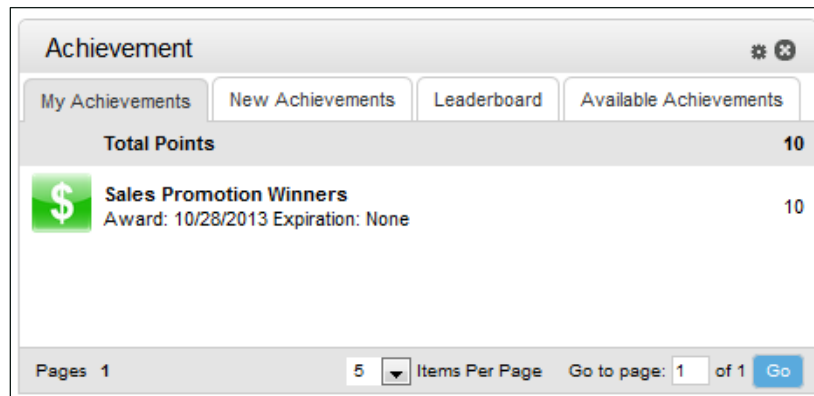 Achievement
My Achievements New Achievements Leaderboard Available Achievements
Total Points 10
$ Sales Promotion Winners
Award: 10/28/2013 Expiration: None 10
Pages 1 5 Items Per Page Go to page: 1 of 1 Go